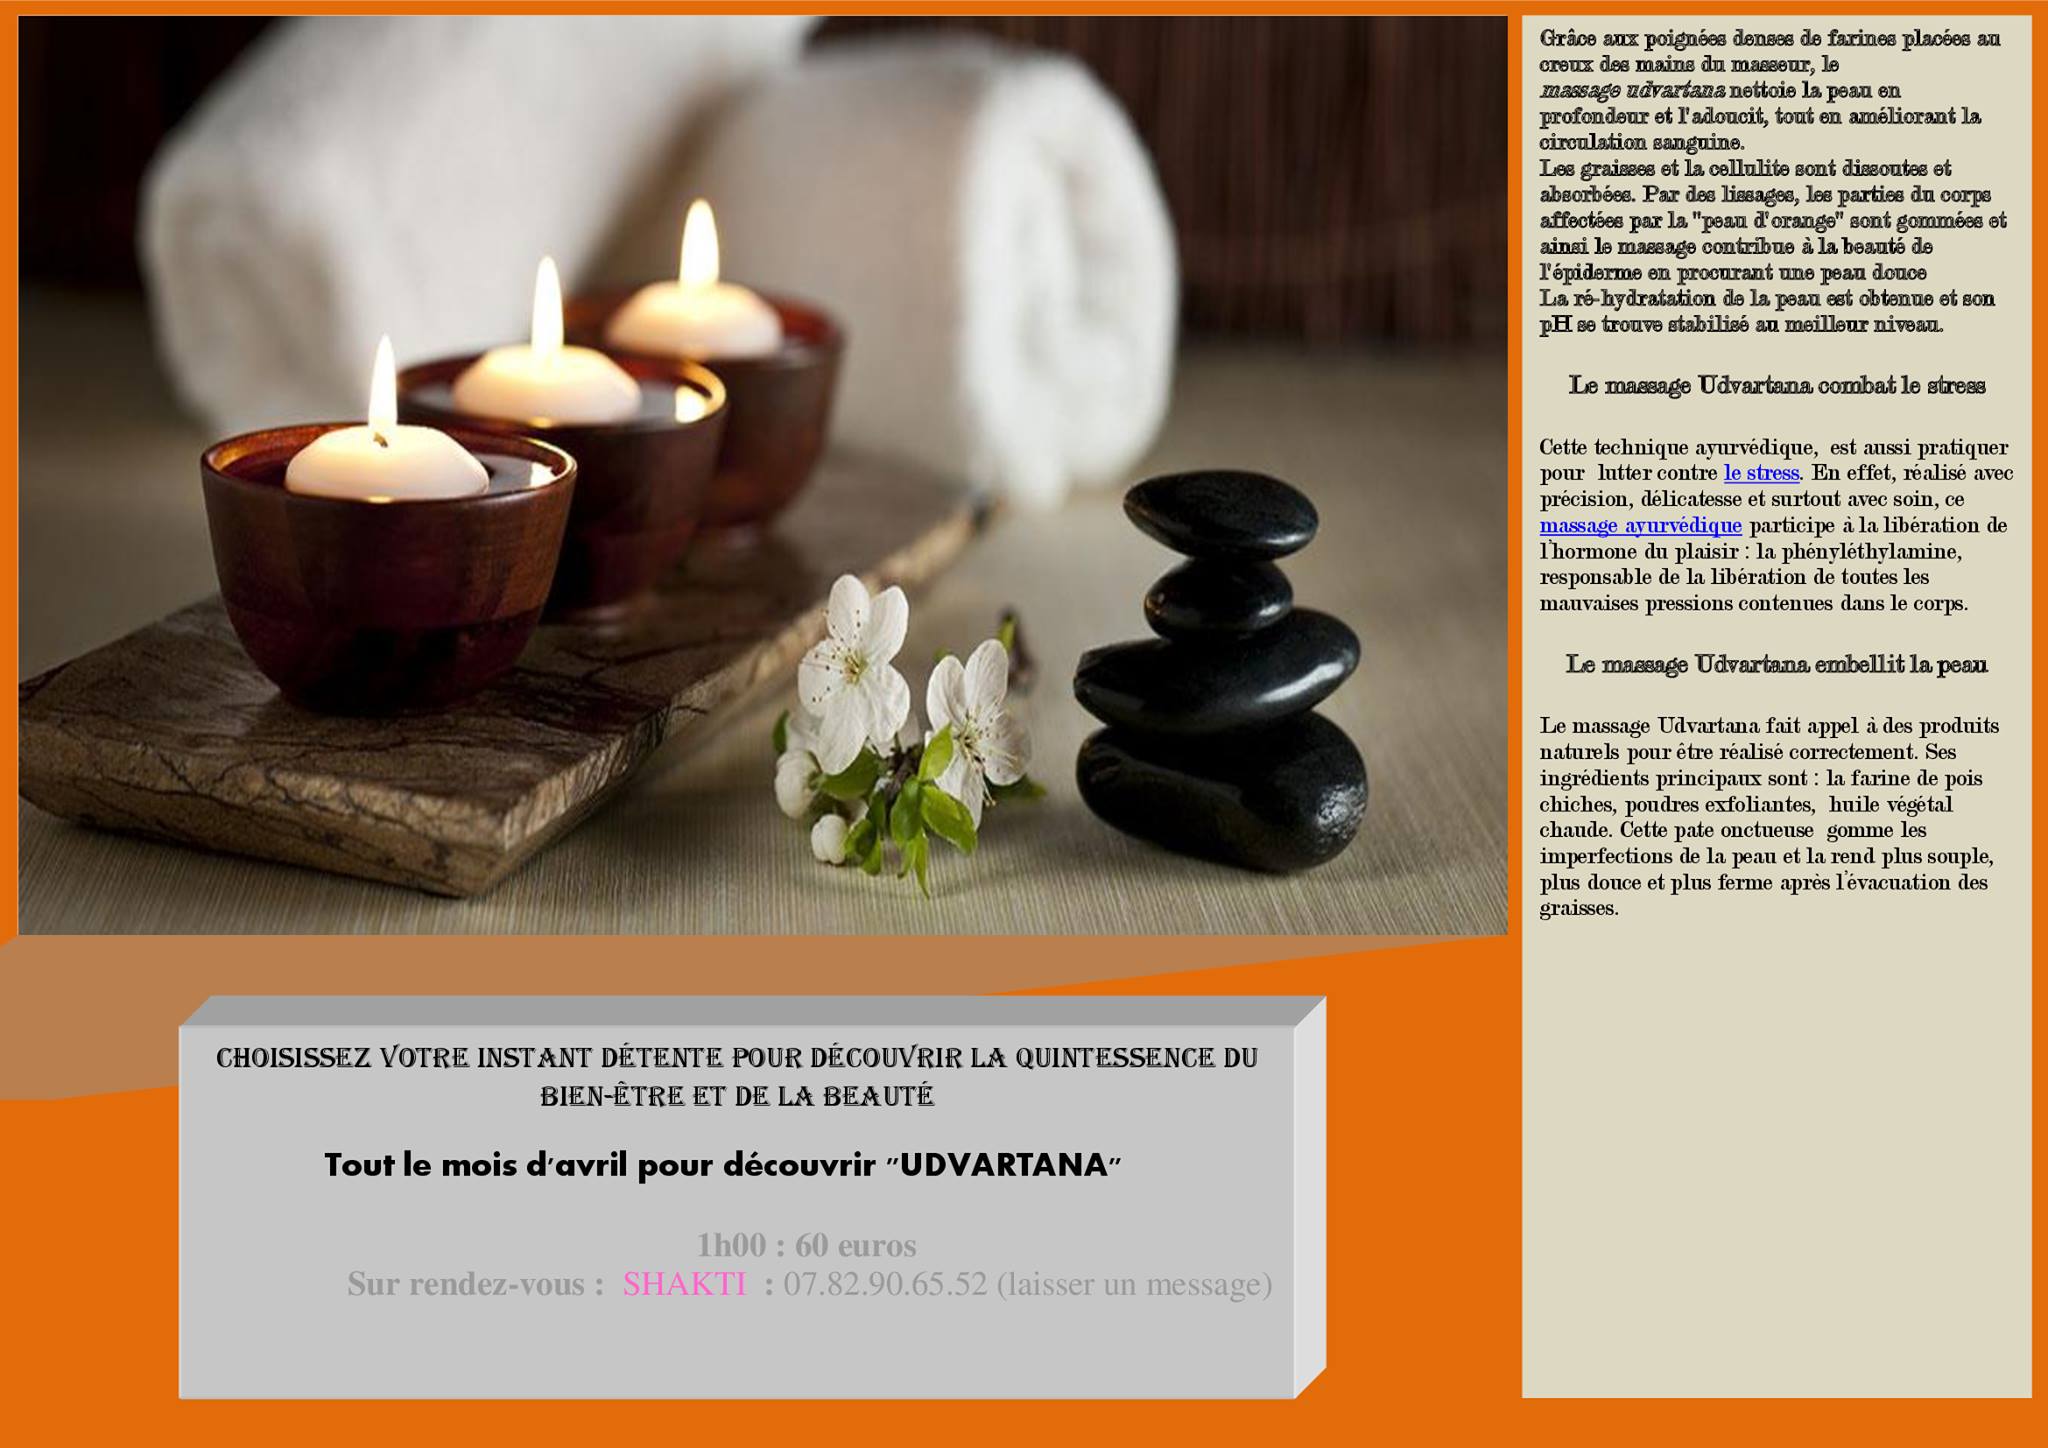 Grâce aux poignées denses de farines placées au
creux des mains du masseur, le
massage udvartana nettoie la peau en
profondeur et l'adoucit, tout en améliorant la
circulation sanguine.
Les graisses et la cellulite sont dissoutes et
absorbées. Par des lissages, les parties du corps
affectées par la "peau d'orange" sont gommées et
ainsi le massage contribue à la beauté de
l'épiderme en procurant une peau douce
La ré-hydratation de la peau est obtenue et son
pH se trouve stabilisé au meilleur niveau.
Le massage Udvartana combat le stress
Cette technique ayurvédique, est aussi pratiquer
pour lutter contre le stress. En effet, réalisé avec
précision, délicatesse et surtout avec soin, ce
massage ayurvédique participe à la libération de
l'hormone du plaisir : la phényléthylamine,
responsable de la libération de toutes les
mauvaises pressions contenues dans le corps.
Le massage Udvartana embellit la peau
Le massage Udvartana fait appel à des produits
naturels pour être réalisé correctement. Ses
ingrédients principaux sont : la farine de pois
chiches, poudres exfoliantes, huile végétal
chaude. Cette pate onctueuse gomme les
imperfections de la peau et la rend plus souple,
plus douce et plus ferme après l'évacuation des
graisses.
CHOISISSEZ VOTRE INSTANT DÉTENTE POUR DÉCOUVRIR LA QUINTESSENCE DU
BIEN-ÊTRE ET DE LA BEAUTÉ
Tout le mois d'avril pour découvrir "UDVARTANA"
1h00 : 60 euros
Sur rendez-vous : SHAKTI : 07.82.90.65.52 (laisser un message)